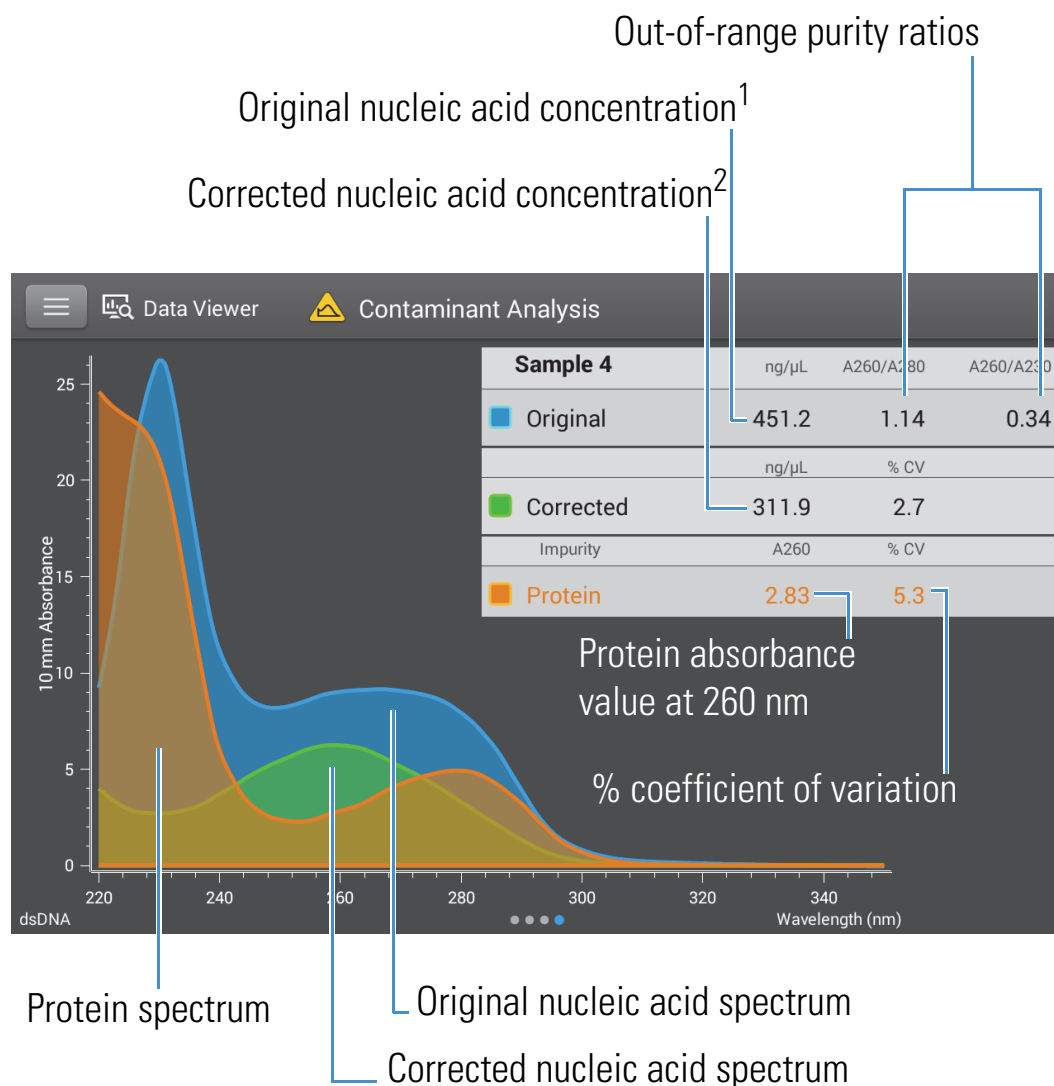 Out-of-range purity ratios
Original nucleic acid concentration1
Corrected nucleic acid concentration2
Data Viewer
Contaminant Analysis
Sample 4 ng/µL A260/A280 A260/A230
Original 451.2 1.14 0.34
ng/µL % CV
Corrected 311.9 2.7
Impurity A260 % CV
Protein 2.83 5.3
Protein absorbance
value at 260 nm
% coefficient of variation
10 mm Absorbance
25
20
15
10
5
0
220 240 260 280 300 320 340
dsDNA
Wavelength (nm)
Protein spectrum
Original nucleic acid spectrum
Corrected nucleic acid spectrum